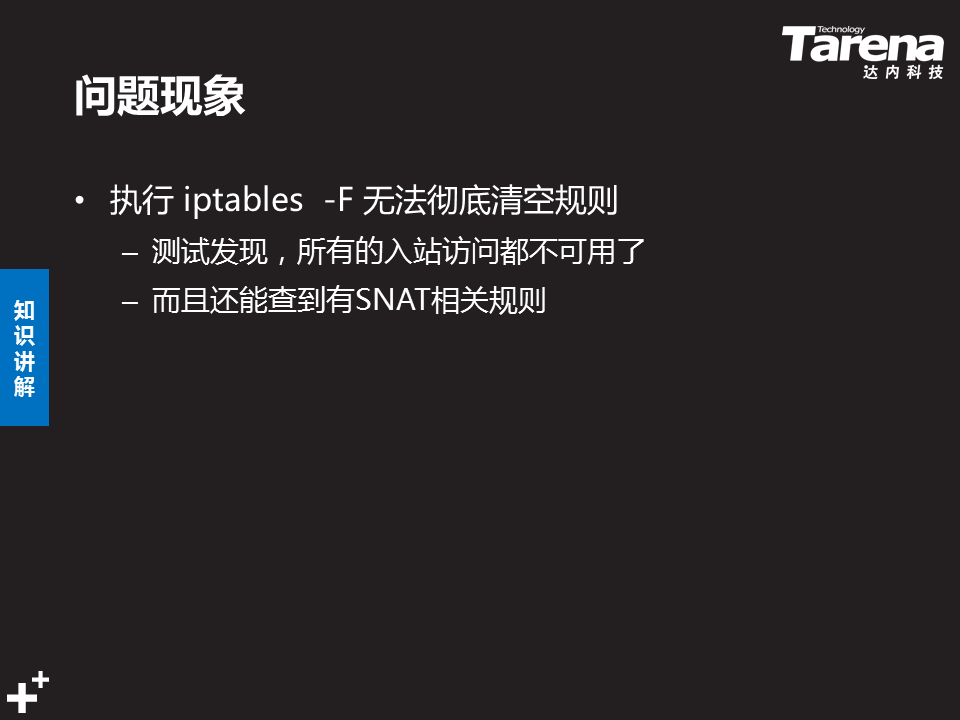 Technology
Tarena
达内科技
问题现象
• 执行 iptables -F 无法彻底清空规则
– 测试发现，所有的入站访问都不可用了
– 而且还能查到有SNAT相关规则
知
识
讲
解